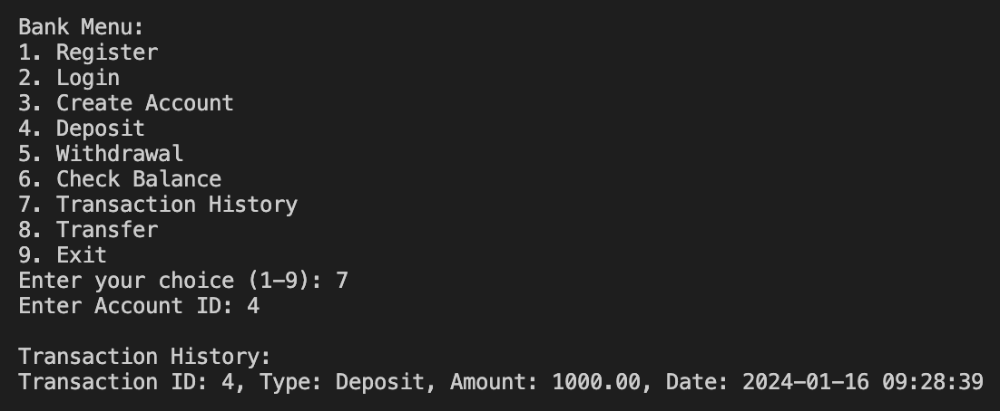 Bank Menu:
1. Register
2. Login
3. Create Account
4. Deposit
5. Withdrawal
6. Check Balance
7. Transaction History
8. Transfer
9. Exit
Enter your choice (1-9): 7
Enter Account ID: 4
Transaction History:
Transaction ID: 4, Type: Deposit, Amount: 1000.00, Date: 2024-01-16 09:28:39